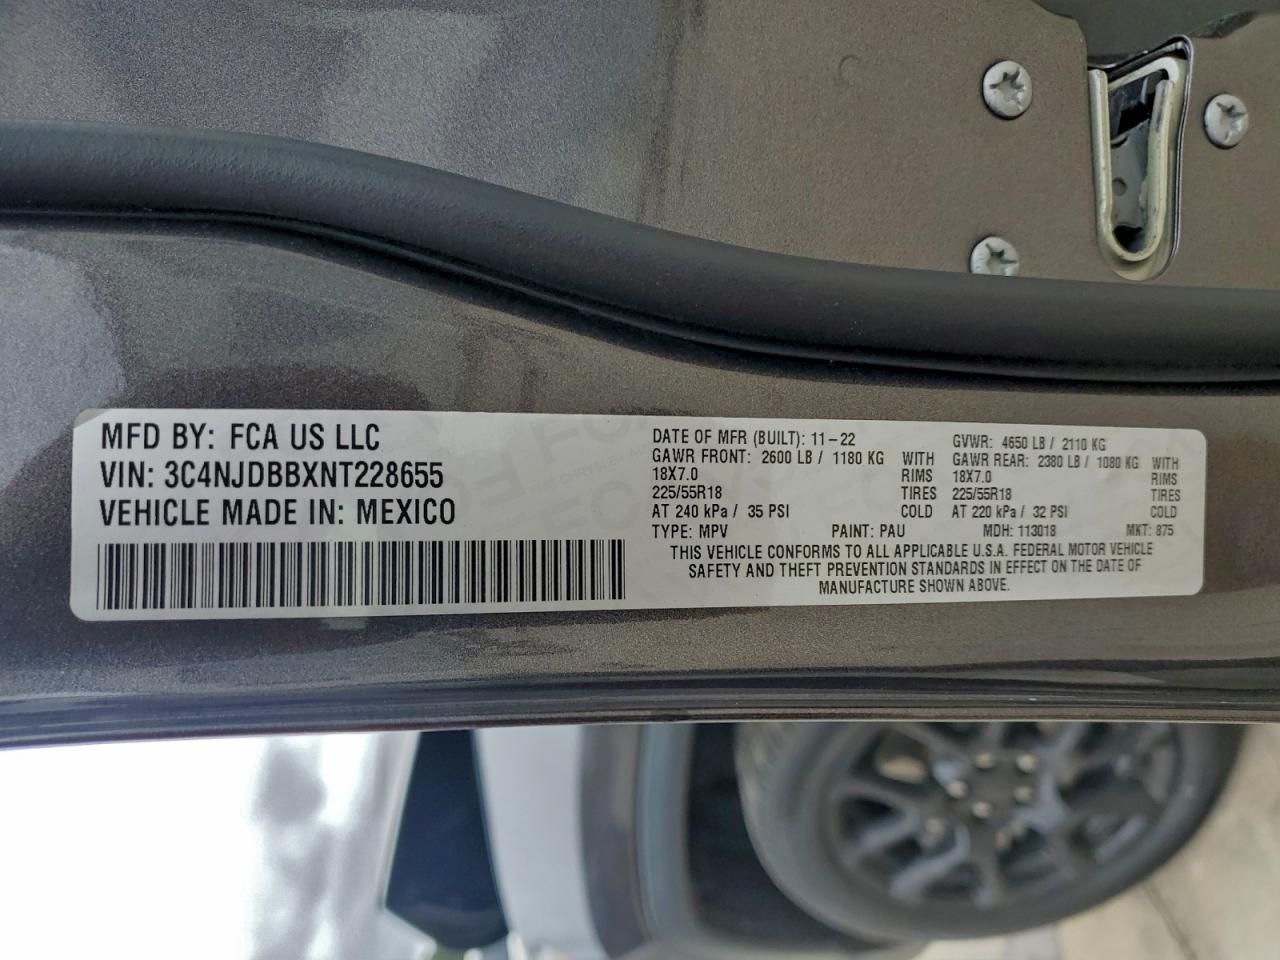 MFD BY: FCA US LLC
VIN: 3C4NJDBBXNT228655
VEHICLE MADE IN: MEXICO
DATE OF MFR (BUILT): 11-22
GAWR FRONT: 2600 LB / 1180 KG WITH
18X7.0 RIMS
225/55R18 TIRES
AT 240 kPa / 35 PSI COLD
GVWR: 4650 LB / 2110 KG
GAWR REAR: 2380 LB / 1080 KG WITH
18X7.0 RIMS
225/55R18 TIRES
AT 220 kPa / 32 PSI COLD
TYPE: MPV PAINT: PAU MDH: 113018 MKT: 875
THIS VEHICLE CONFORMS TO ALL APPLICABLE U.S.A. FEDERAL MOTOR VEHICLE
SAFETY AND THEFT PREVENTION STANDARDS IN EFFECT ON THE DATE OF
MANUFACTURE SHOWN ABOVE.